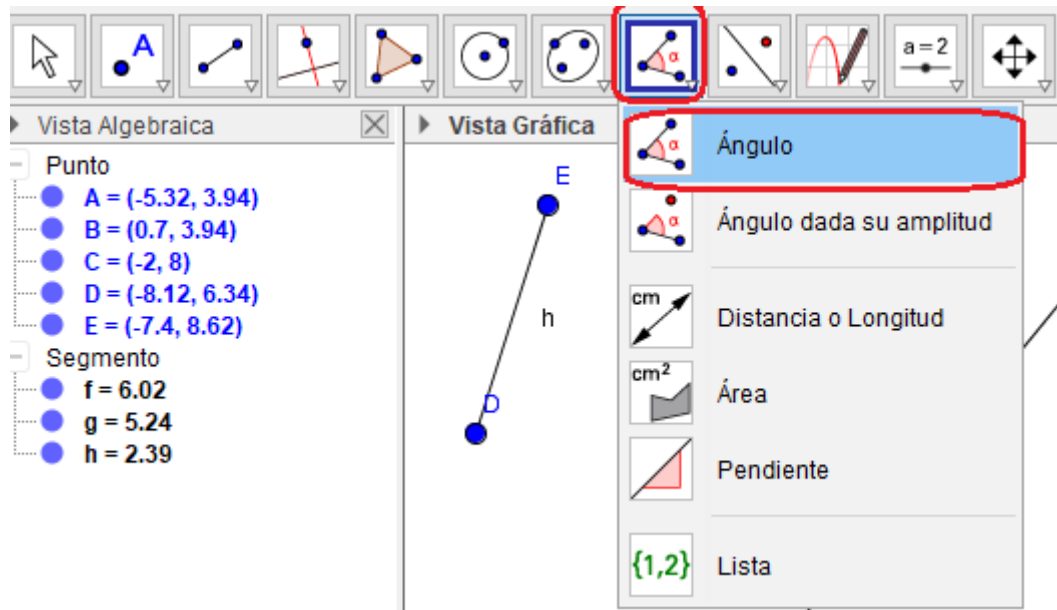 A
α
a = 2
Vista Algebraica
Vista Gráfica
Punto
A = (-5.32, 3.94)
B = (0.7, 3.94)
C = (-2, 8)
D = (-8.12, 6.34)
E = (-7.4, 8.62)
Segmento
f = 6.02
g = 5.24
h = 2.39
E
h
D
α
Ángulo
α
Ángulo dada su amplitud
cm
Distancia o Longitud
cm²
Área
Pendiente
{1,2}
Lista